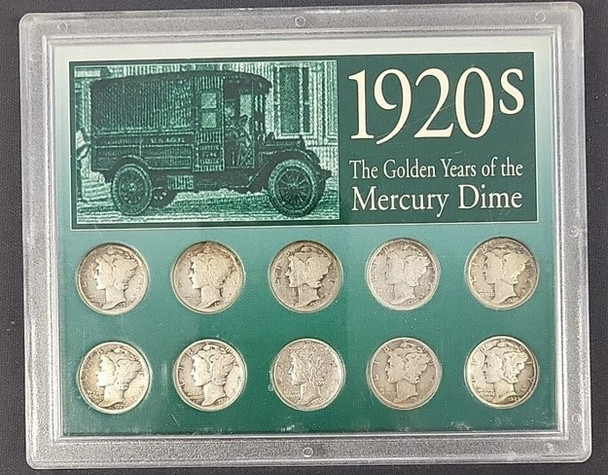 1920s
The Golden Years of the
Mercury Dime